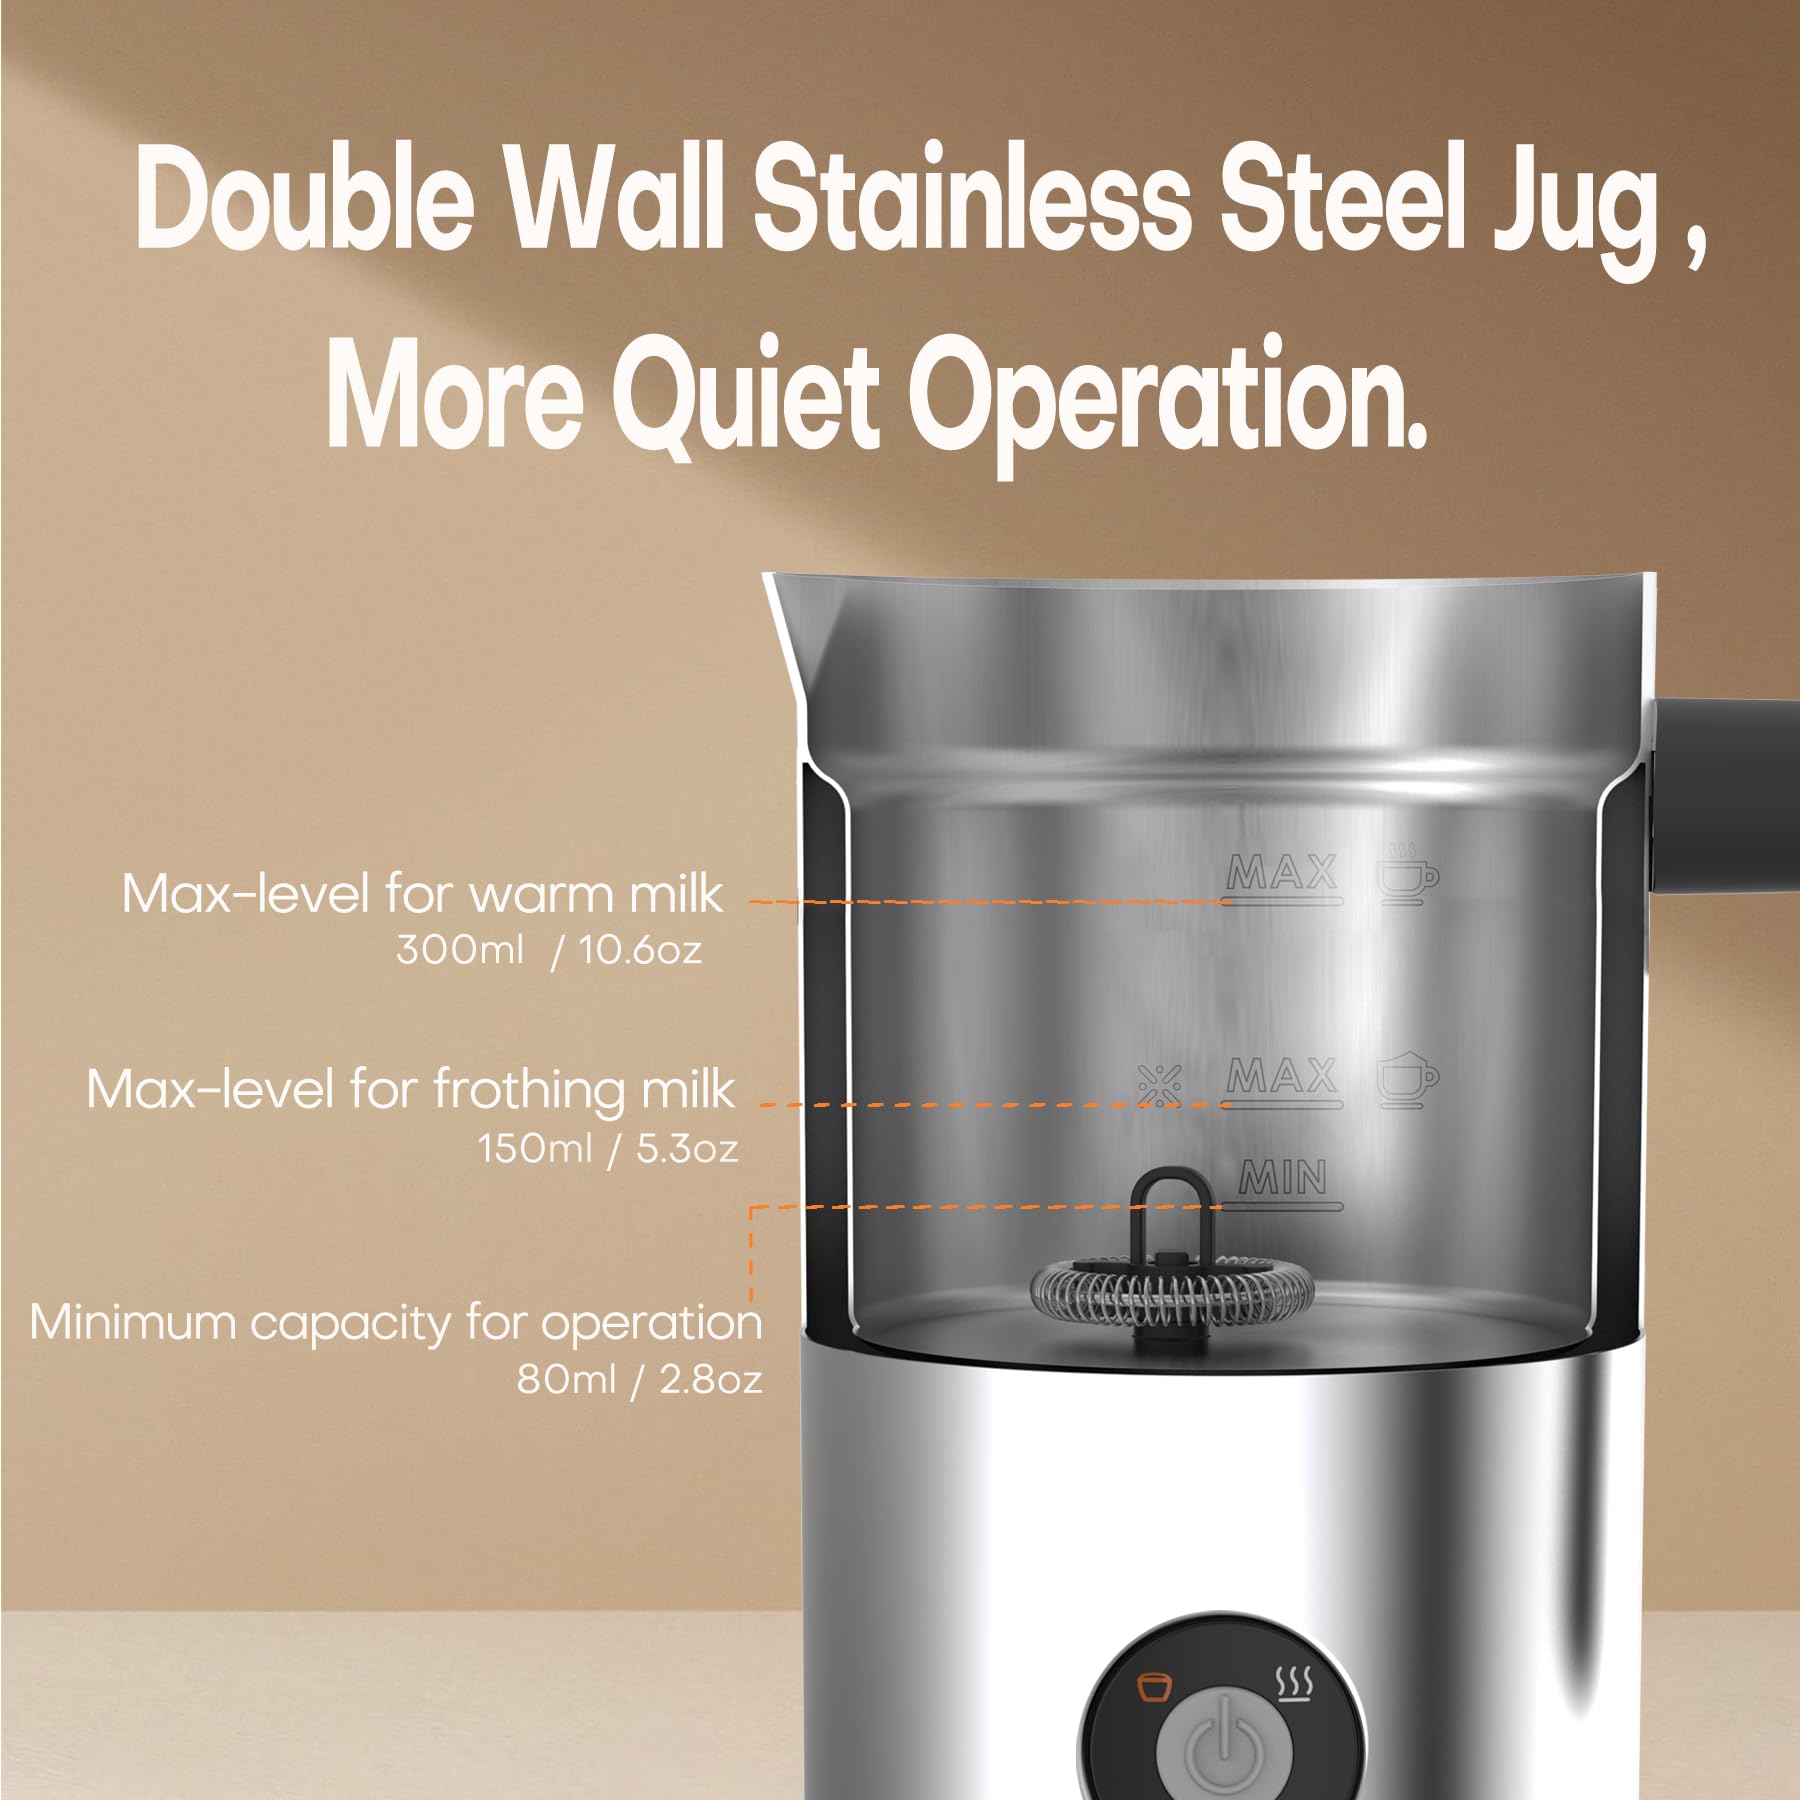 Double Wall Stainless Steel Jug ,
More Quiet Operation.
MAX
Max-level for warm milk
300ml / 10.6oz
MAX
Max-level for frothing milk
150ml / 5.3oz
MIN
Minimum capacity for operation
80ml / 2.8oz